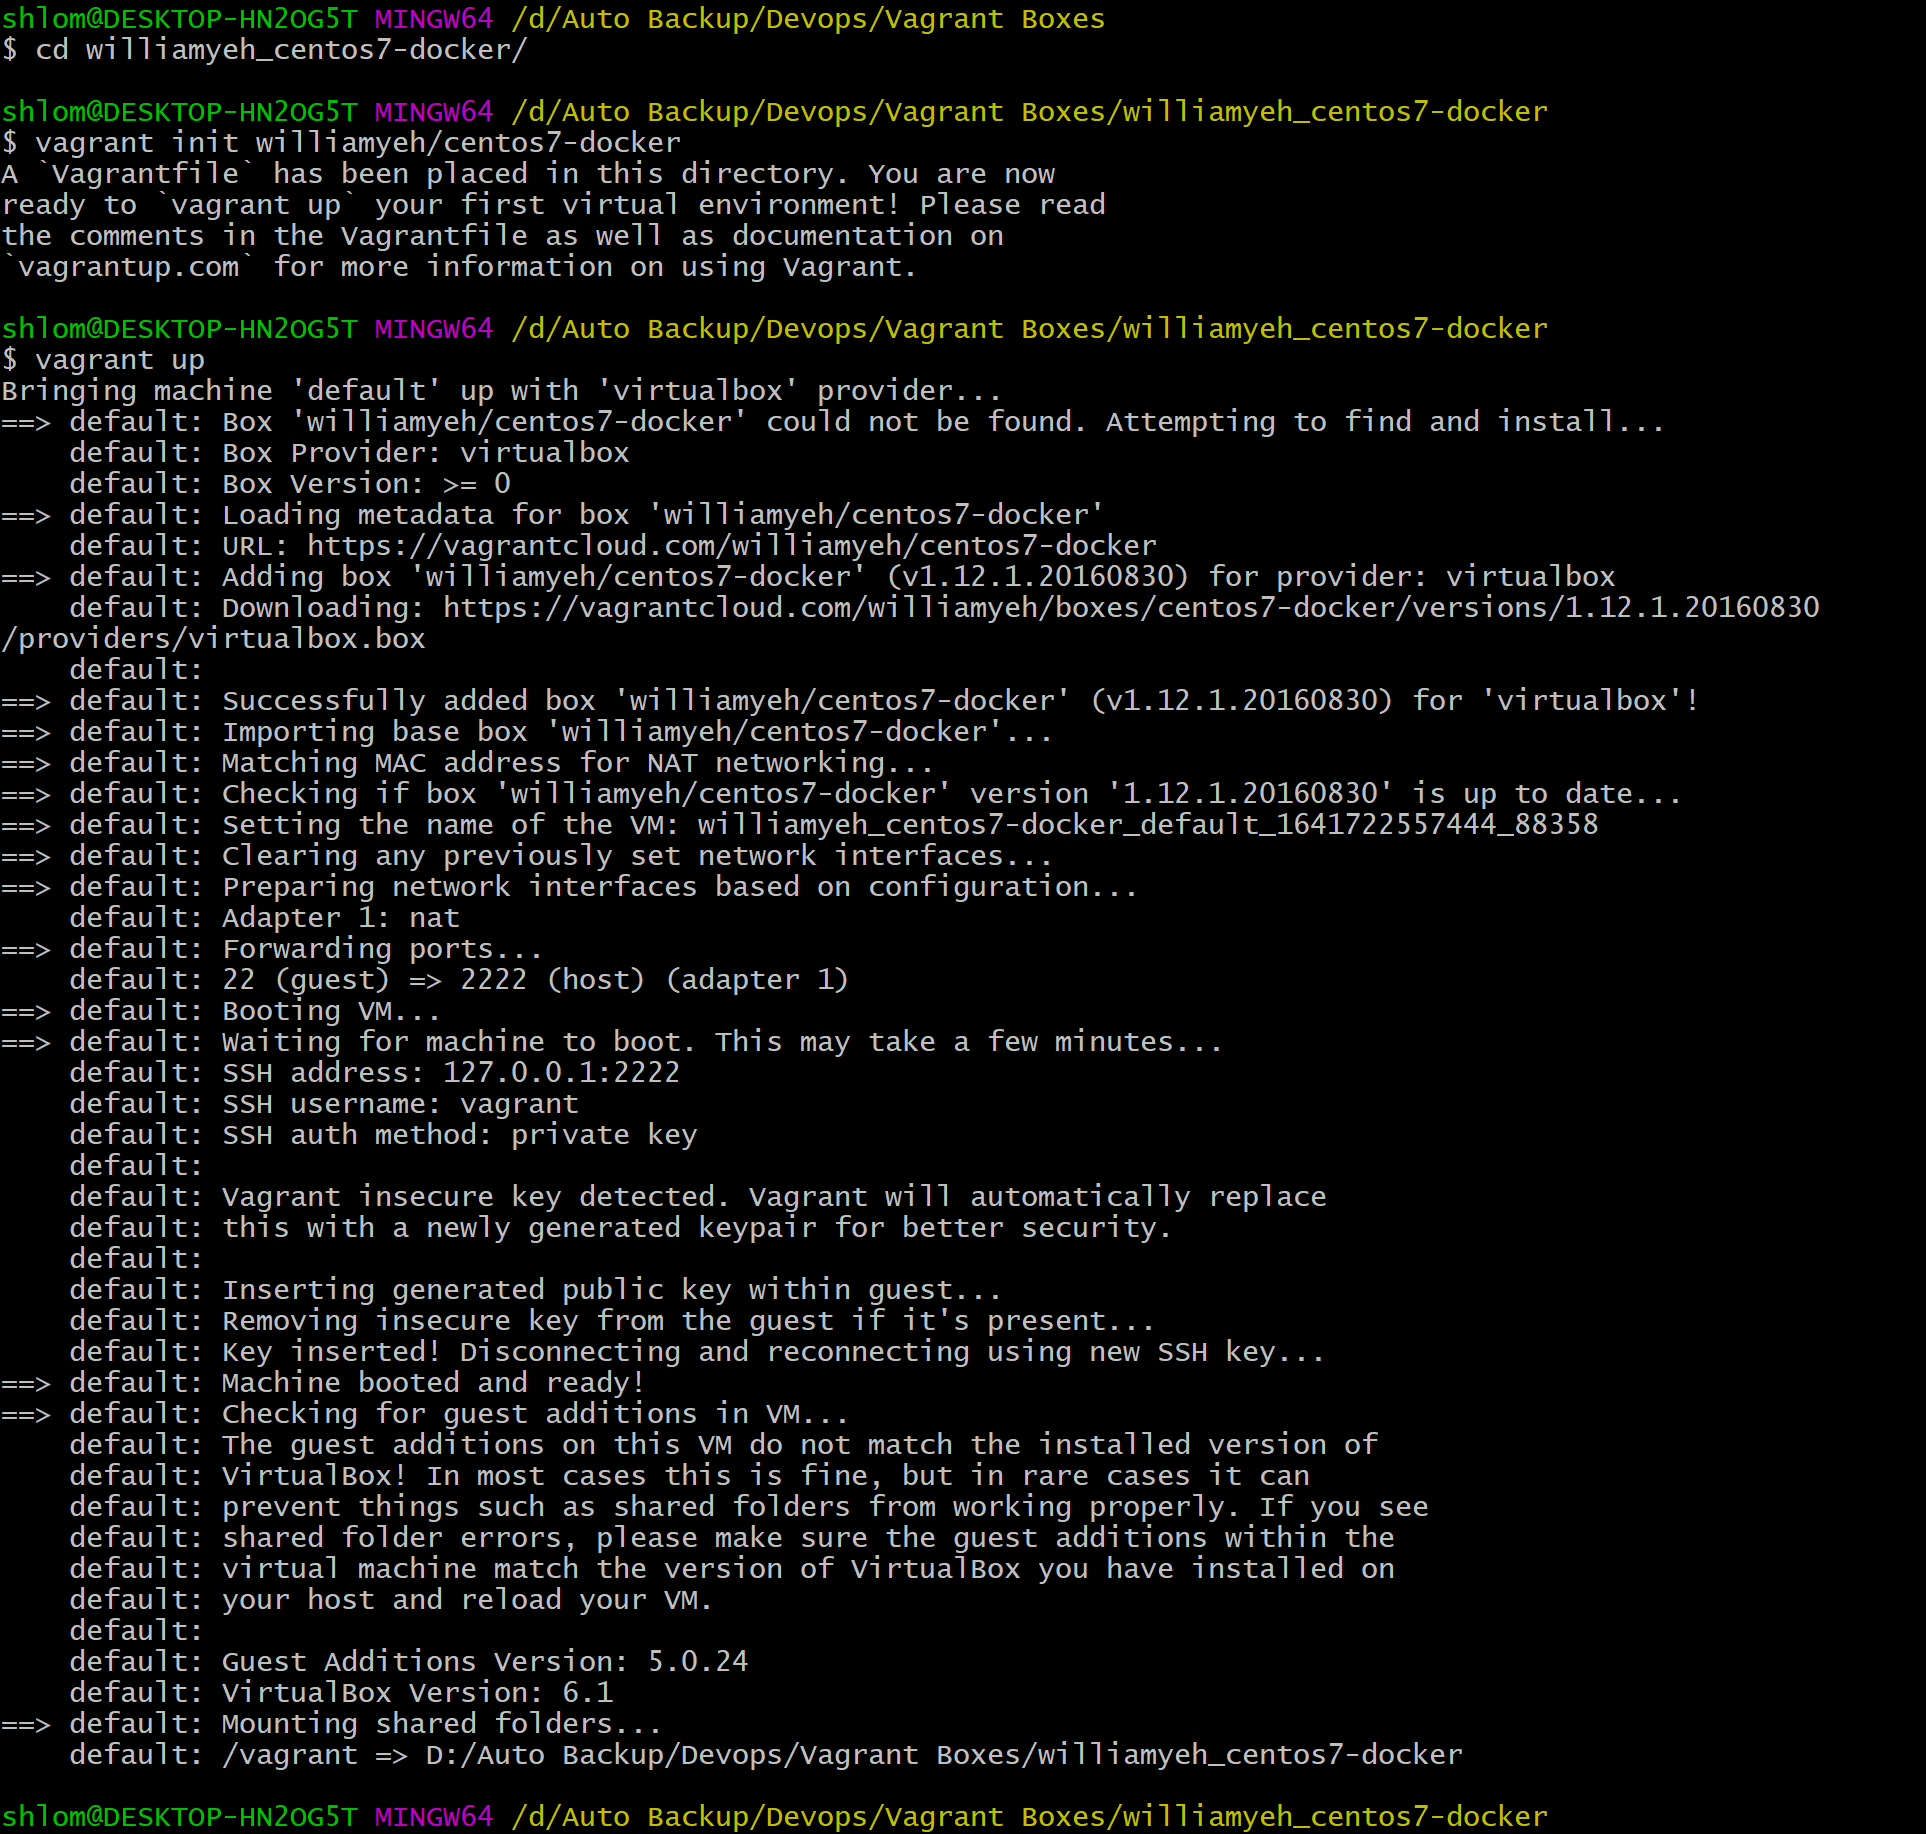 shlom@DESKTOP-HN2OG5T MINGW64 /d/Auto Backup/Devops/Vagrant Boxes
$ cd williamyeh_centos7-docker/
shlom@DESKTOP-HN2OG5T MINGW64 /d/Auto Backup/Devops/Vagrant Boxes/williamyeh_centos7-docker
$ vagrant init williamyeh/centos7-docker
A `Vagrantfile` has been placed in this directory. You are now
ready to `vagrant up` your first virtual environment! Please read
the comments in the Vagrantfile as well as documentation on
`vagrantup.com` for more information on using Vagrant.
shlom@DESKTOP-HN2OG5T MINGW64 /d/Auto Backup/Devops/Vagrant Boxes/williamyeh_centos7-docker
$ vagrant up
Bringing machine 'default' up with 'virtualbox' provider...
==> default: Box 'williamyeh/centos7-docker' could not be found. Attempting to find and install...
    default: Box Provider: virtualbox
    default: Box Version: >= 0
==> default: Loading metadata for box 'williamyeh/centos7-docker'
    default: URL: https://vagrantcloud.com/williamyeh/centos7-docker
==> default: Adding box 'williamyeh/centos7-docker' (v1.12.1.20160830) for provider: virtualbox
    default: Downloading: https://vagrantcloud.com/williamyeh/boxes/centos7-docker/versions/1.12.1.20160830
/providers/virtualbox.box
    default:
==> default: Successfully added box 'williamyeh/centos7-docker' (v1.12.1.20160830) for 'virtualbox'!
==> default: Importing base box 'williamyeh/centos7-docker'...
==> default: Matching MAC address for NAT networking...
==> default: Checking if box 'williamyeh/centos7-docker' version '1.12.1.20160830' is up to date...
==> default: Setting the name of the VM: williamyeh_centos7-docker_default_1641722557444_88358
==> default: Clearing any previously set network interfaces...
==> default: Preparing network interfaces based on configuration...
    default: Adapter 1: nat
==> default: Forwarding ports...
    default: 22 (guest) => 2222 (host) (adapter 1)
==> default: Booting VM...
==> default: Waiting for machine to boot. This may take a few minutes...
    default: SSH address: 127.0.0.1:2222
    default: SSH username: vagrant
    default: SSH auth method: private key
    default:
    default: Vagrant insecure key detected. Vagrant will automatically replace
    default: this with a newly generated keypair for better security.
    default:
    default: Inserting generated public key within guest...
    default: Removing insecure key from the guest if it's present...
    default: Key inserted! Disconnecting and reconnecting using new SSH key...
==> default: Machine booted and ready!
==> default: Checking for guest additions in VM...
    default: The guest additions on this VM do not match the installed version of
    default: VirtualBox! In most cases this is fine, but in rare cases it can
    default: prevent things such as shared folders from working properly. If you see
    default: shared folder errors, please make sure the guest additions within the
    default: virtual machine match the version of VirtualBox you have installed on
    default: your host and reload your VM.
    default:
    default: Guest Additions Version: 5.0.24
    default: VirtualBox Version: 6.1
==> default: Mounting shared folders...
    default: /vagrant => D:/Auto Backup/Devops/Vagrant Boxes/williamyeh_centos7-docker
shlom@DESKTOP-HN2OG5T MINGW64 /d/Auto Backup/Devops/Vagrant Boxes/williamyeh_centos7-docker